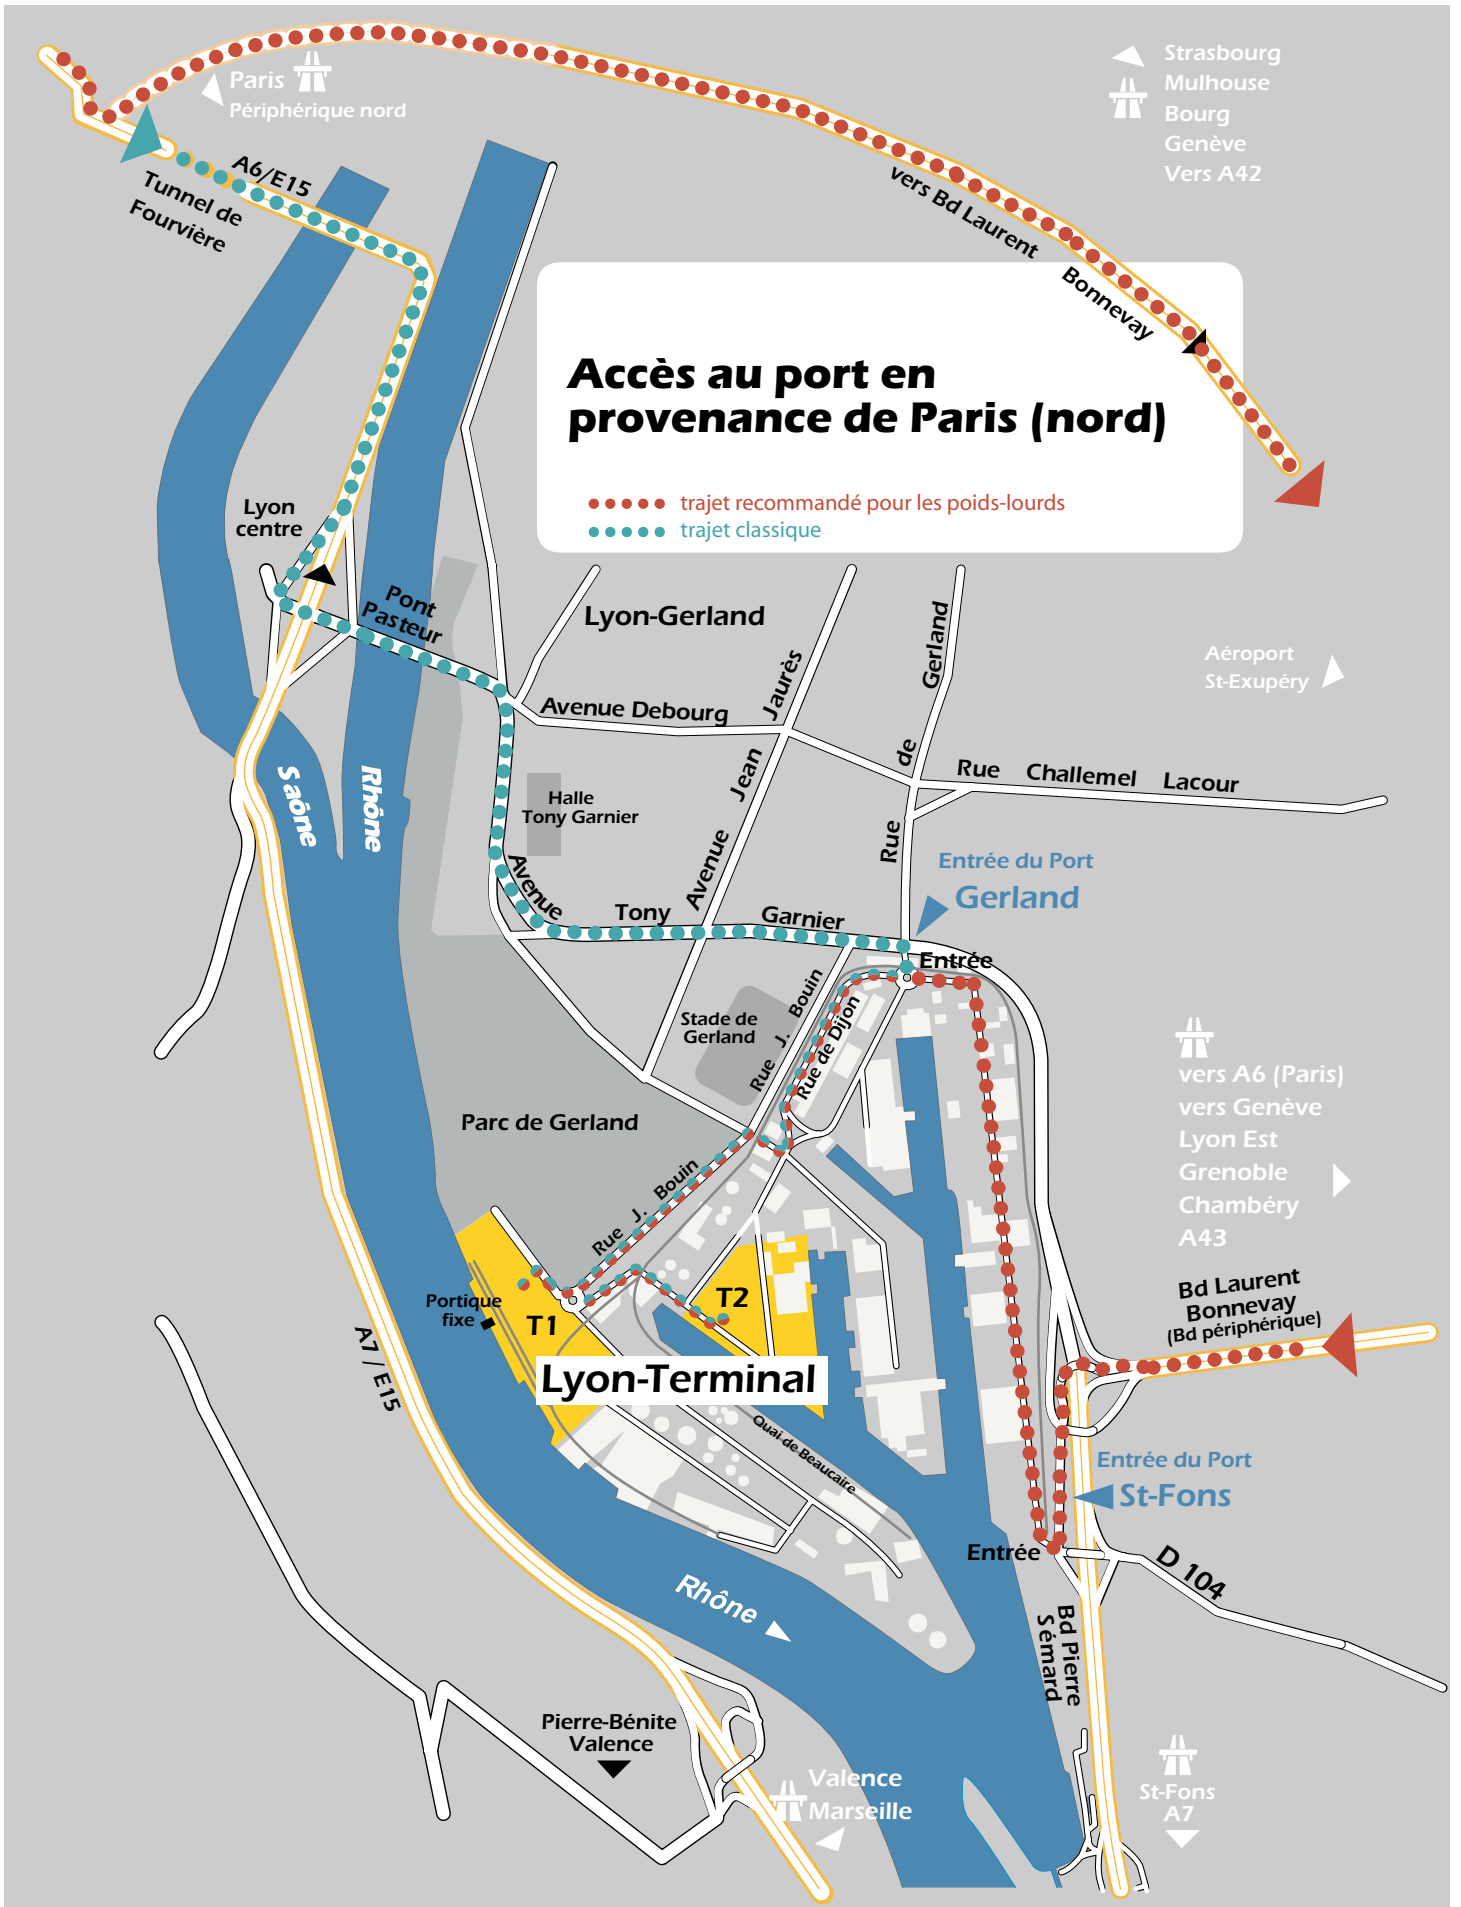 Paris
Périphérique nord
Strasbourg
Mulhouse
Bourg
Genève
Vers A42
A6/E15
Tunnel de
Fourvière
vers Bd Laurent
Bonnevay
Accès au port en
provenance de Paris (nord)
trajet recommandé pour les poids-lourds
trajet classique
Lyon
centre
Pont
Pasteur
Lyon-Gerland
Avenue Debourg
Avenue Jean Jaurès
Rue de Gerland
Aéroport
St-Exupéry
Rue Challemel Lacour
Saône
Rhône
Halle
Tony Garnier
Avenue Tony Garnier
Entrée du Port
Gerland
Entrée
Stade de
Gerland
Rue J. Bouin
Rue de Dijon
Parc de Gerland
Rue J. Bouin
vers A6 (Paris)
vers Genève
Lyon Est
Grenoble
Chambéry
A43
Bd Laurent
Bonnevay
(Bd périphérique)
Portique
fixe
T1
T2
A7 / E15
Lyon-Terminal
Quai de Beaucaire
Entrée du Port
St-Fons
Entrée
D 104
Rhône
Bd Pierre
Sémard
Pierre-Bénite
Valence
Valence
Marseille
St-Fons
A7